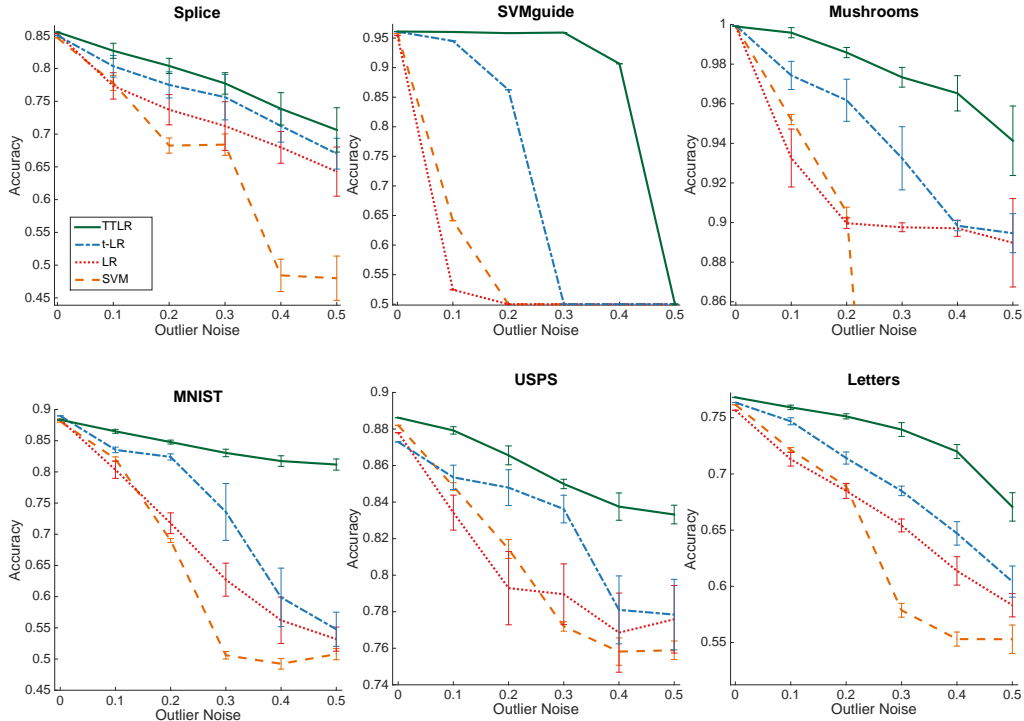 Splice
0.85
0.8
0.75
0.7
0.65
0.6
0.55
0.5
0.45
Accuracy
TTLR
t-LR
LR
SVM
0 0.1 0.2 0.3 0.4 0.5
Outlier Noise
SVMguide
0.95
0.9
0.85
0.8
0.75
0.7
0.65
0.6
0.55
0.5
Accuracy
0 0.1 0.2 0.3 0.4 0.5
Outlier Noise
Mushrooms
1
0.98
0.96
0.94
0.92
0.9
0.88
0.86
Accuracy
0 0.1 0.2 0.3 0.4 0.5
Outlier Noise
MNIST
0.9
0.85
0.8
0.75
0.7
0.65
0.6
0.55
0.5
0.45
Accuracy
0 0.1 0.2 0.3 0.4 0.5
Outlier Noise
USPS
0.9
0.88
0.86
0.84
0.82
0.8
0.78
0.76
0.74
Accuracy
0 0.1 0.2 0.3 0.4 0.5
Outlier Noise
Letters
0.75
0.7
0.65
0.6
0.55
Accuracy
0 0.1 0.2 0.3 0.4 0.5
Outlier Noise